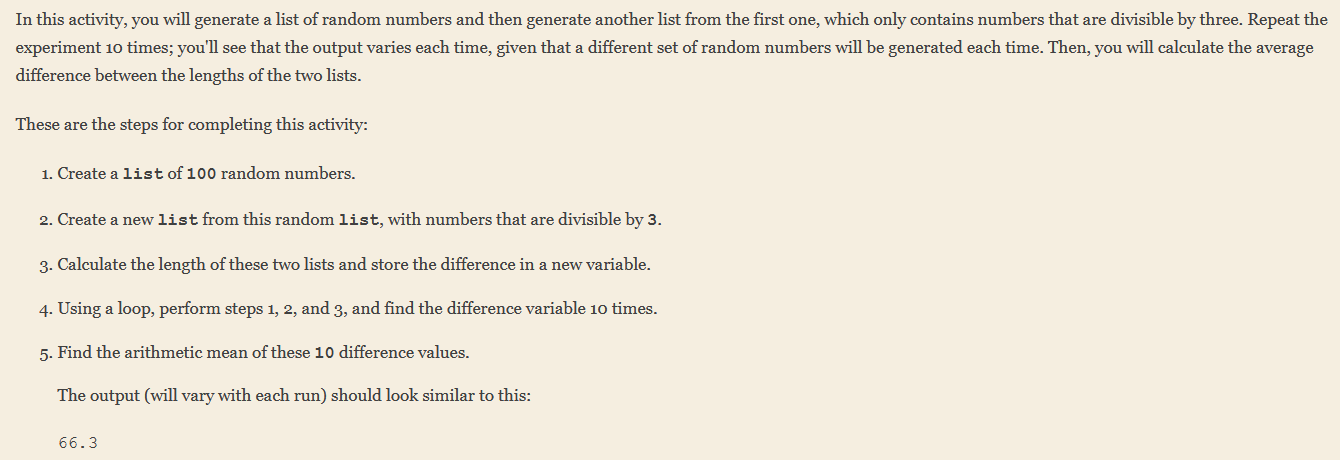 In this activity, you will generate a list of random numbers and then generate another list from the first one, which only contains numbers that are divisible by three. Repeat the
experiment 10 times; you'll see that the output varies each time, given that a different set of random numbers will be generated each time. Then, you will calculate the average
difference between the lengths of the two lists.
These are the steps for completing this activity:
1. Create a list of 100 random numbers.
2. Create a new list from this random list, with numbers that are divisible by 3.
3. Calculate the length of these two lists and store the difference in a new variable.
4. Using a loop, perform steps 1, 2, and 3, and find the difference variable 10 times.
5. Find the arithmetic mean of these 10 difference values.
The output (will vary with each run) should look similar to this:
66.3